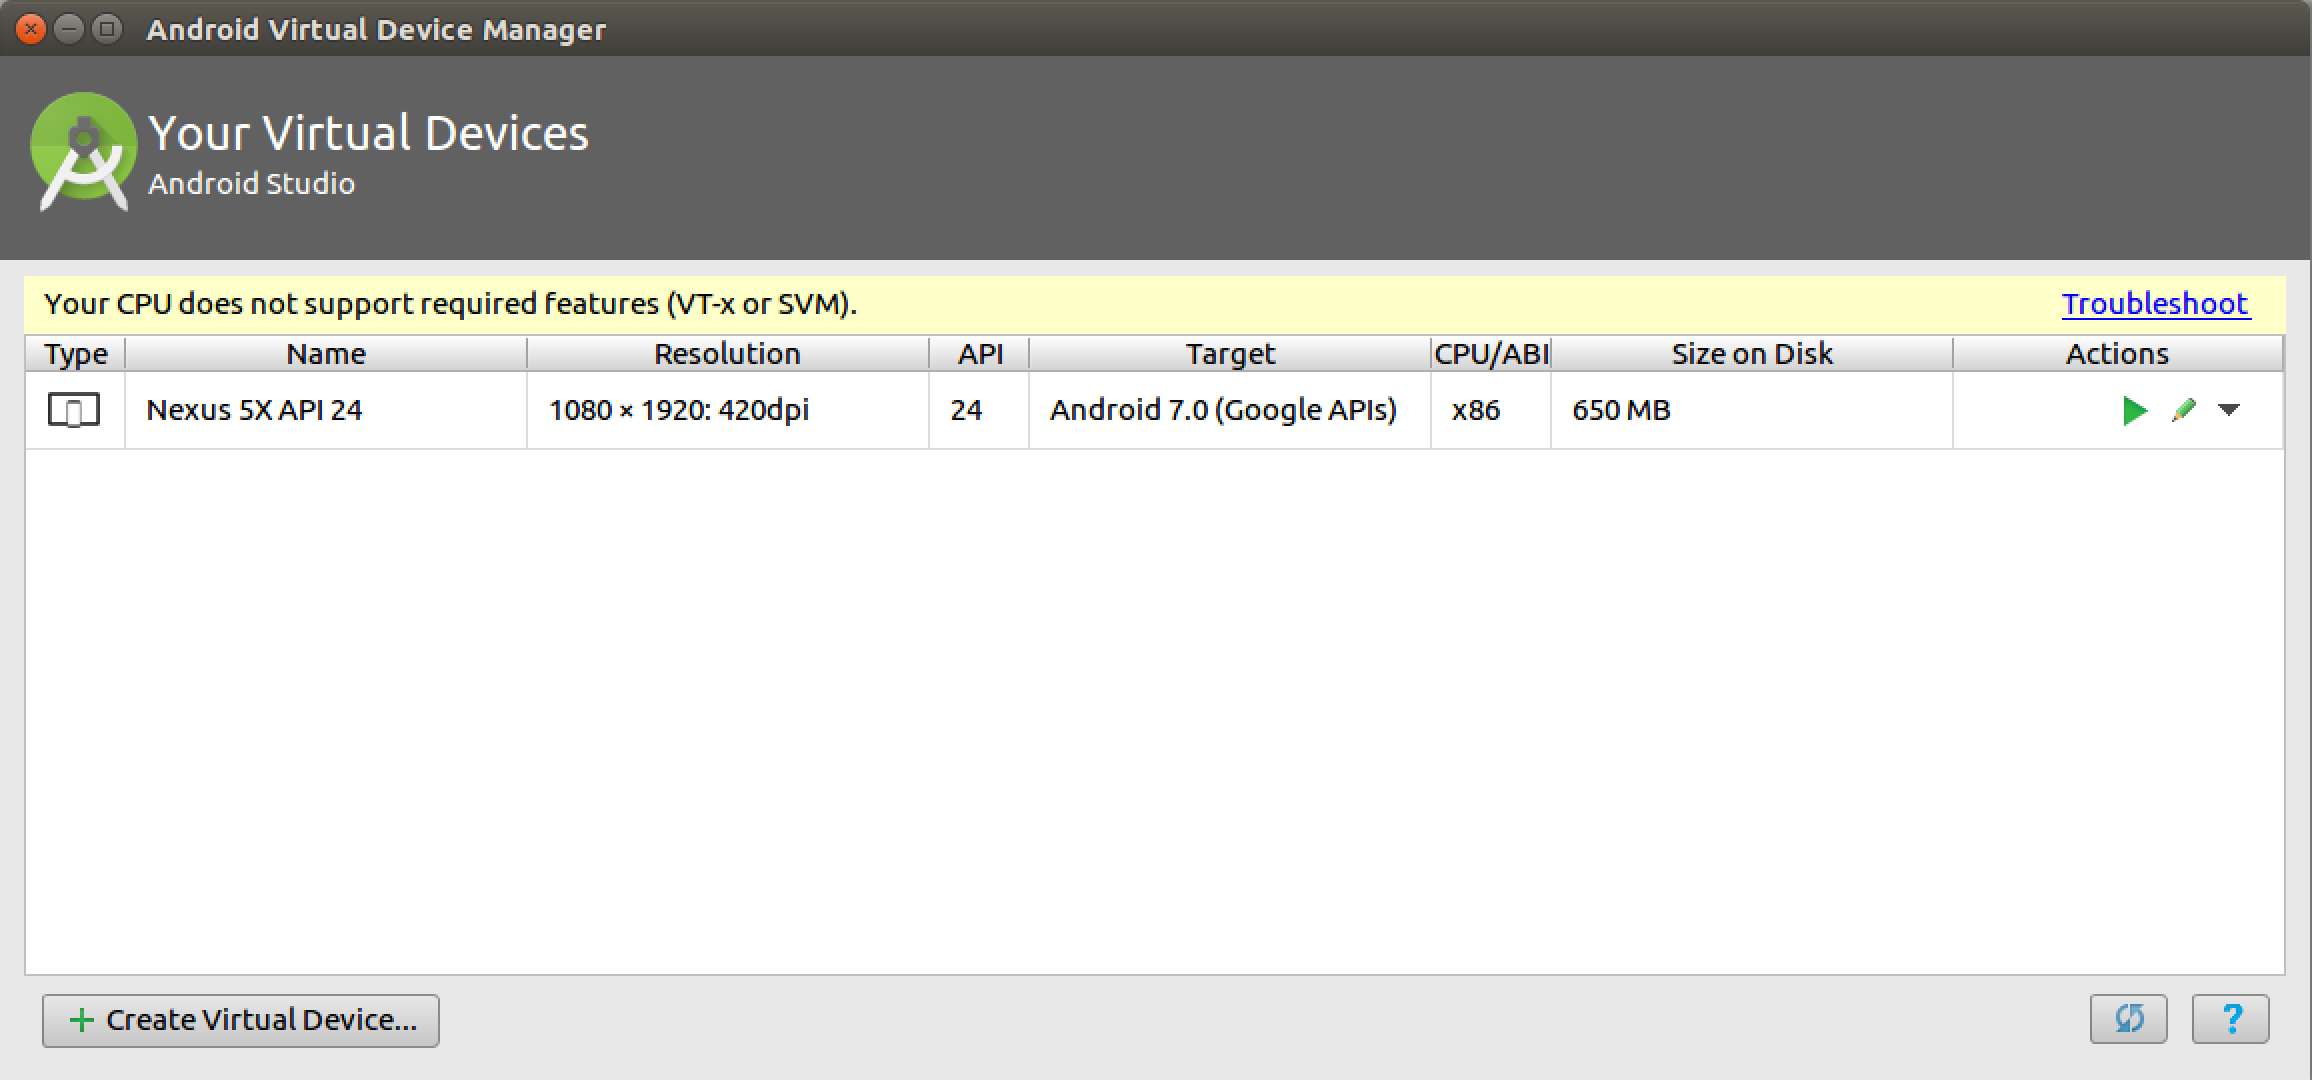 Android Virtual Device Manager
Your Virtual Devices
Android Studio
Your CPU does not support required features (VT-x or SVM). Troubleshoot
Type Name Resolution API Target CPU/ABI Size on Disk Actions
Nexus 5X API 24 1080 × 1920: 420dpi 24 Android 7.0 (Google APIs) x86 650 MB
Create Virtual Device... ?